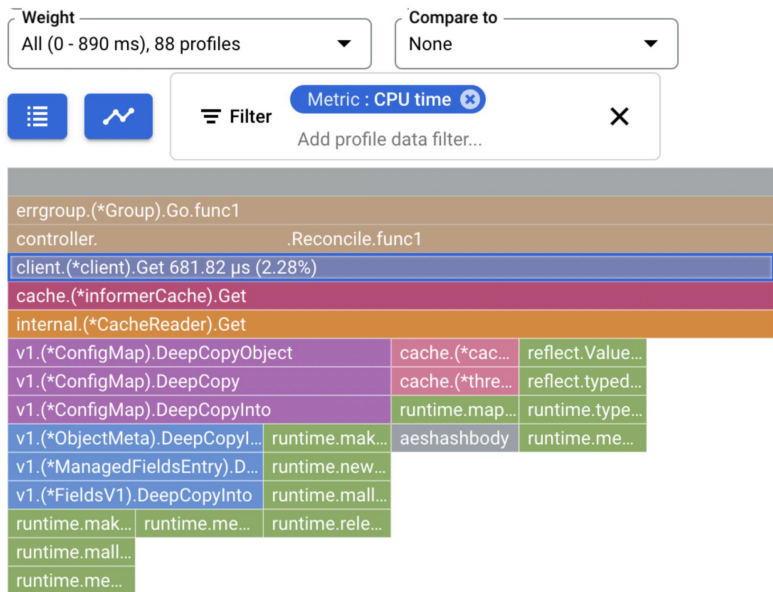 Weight
All (0 - 890 ms), 88 profiles
Compare to
None
Filter
Metric : CPU time
Add profile data filter...
errgroup.(*Group).Go.func1
controller. .Reconcile.func1
client.(*client).Get 681.82 µs (2.28%)
cache.(*informerCache).Get
internal.(*CacheReader).Get
v1.(*ConfigMap).DeepCopyObject cache.(*cac... reflect.Value...
v1.(*ConfigMap).DeepCopy cache.(*thre... reflect.typed...
v1.(*ConfigMap).DeepCopyInto runtime.map... runtime.type...
v1.(*ObjectMeta).DeepCopyI... runtime.mak... aeshashbody runtime.me...
v1.(*ManagedFieldsEntry).D... runtime.new...
v1.(*FieldsV1).DeepCopyInto runtime.mall...
runtime.mak... runtime.me... runtime.rele...
runtime.mall...
runtime.me...